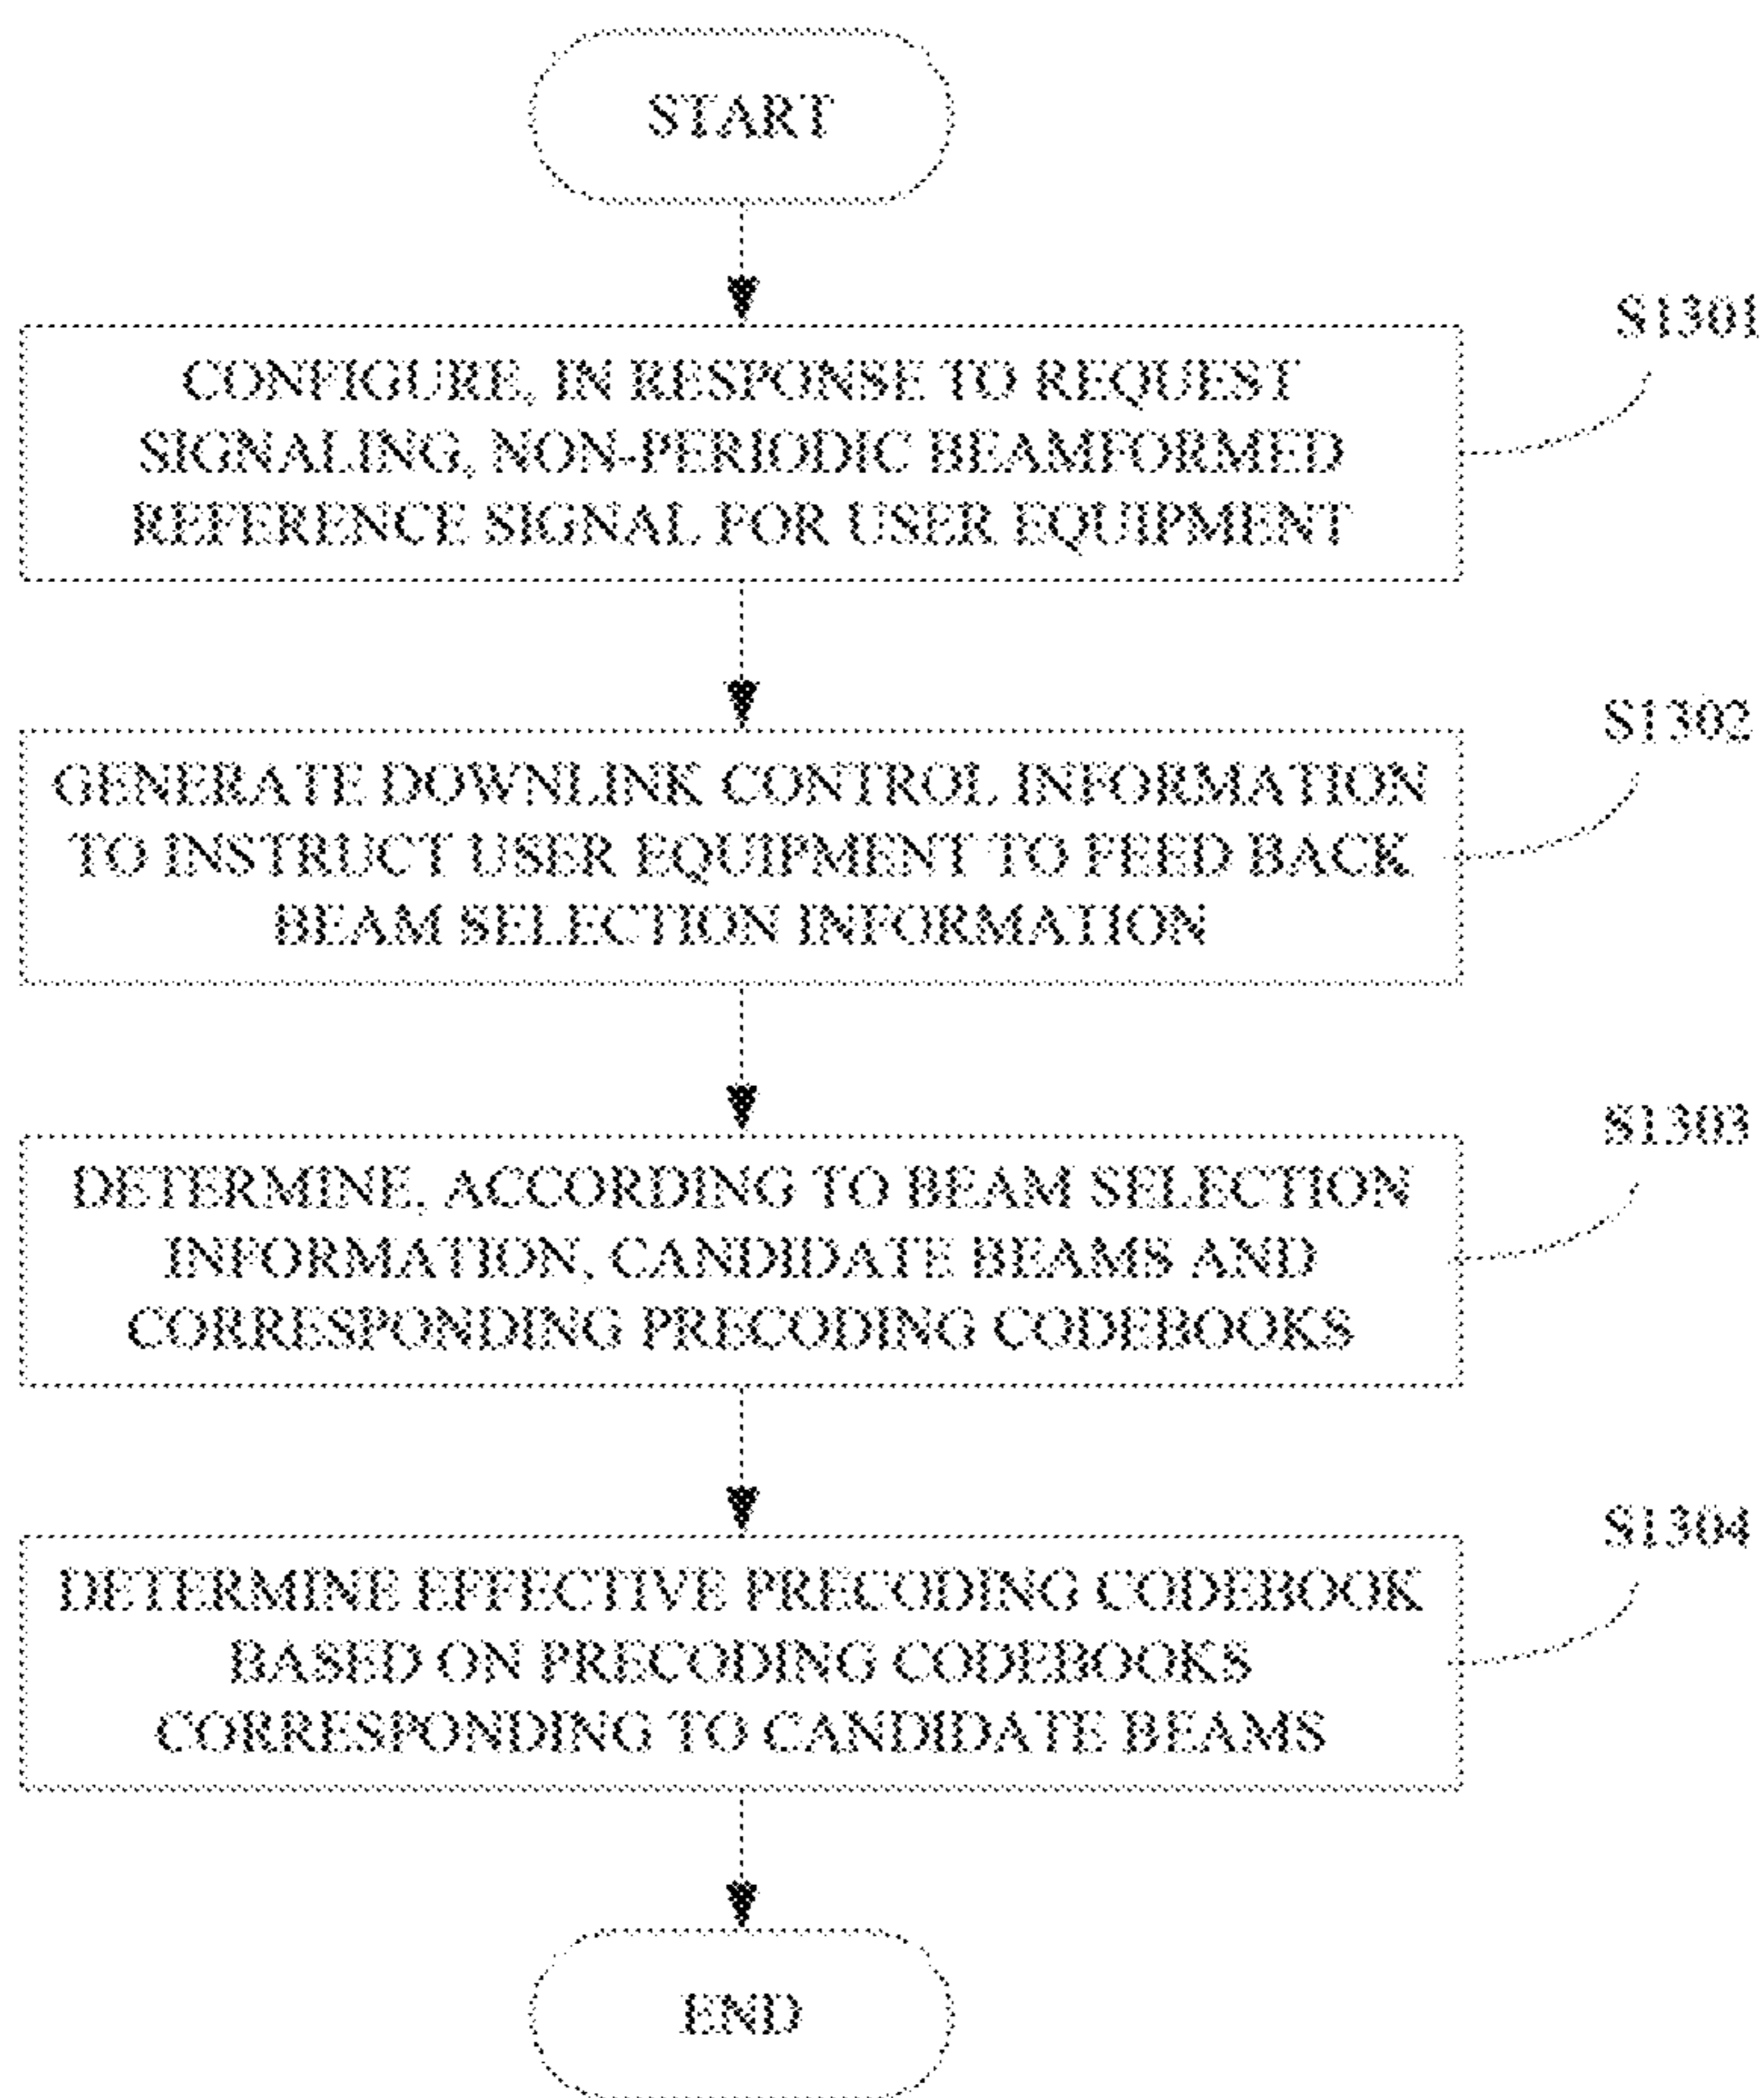 START
S1301
CONFIGURE, IN RESPONSE TO REQUEST
SIGNALING, NON-PERIODIC BEAMFORMED
REFERENCE SIGNAL FOR USER EQUIPMENT
S1302
GENERATE DOWNLINK CONTROL INFORMATION
TO INSTRUCT USER EQUIPMENT TO FEED BACK
BEAM SELECTION INFORMATION
S1303
DETERMINE, ACCORDING TO BEAM SELECTION
INFORMATION, CANDIDATE BEAMS AND
CORRESPONDING PRECODING CODEBOOKS
S1304
DETERMINE EFFECTIVE PRECODING CODEBOOK
BASED ON PRECODING CODEBOOKS
CORRESPONDING TO CANDIDATE BEAMS
END